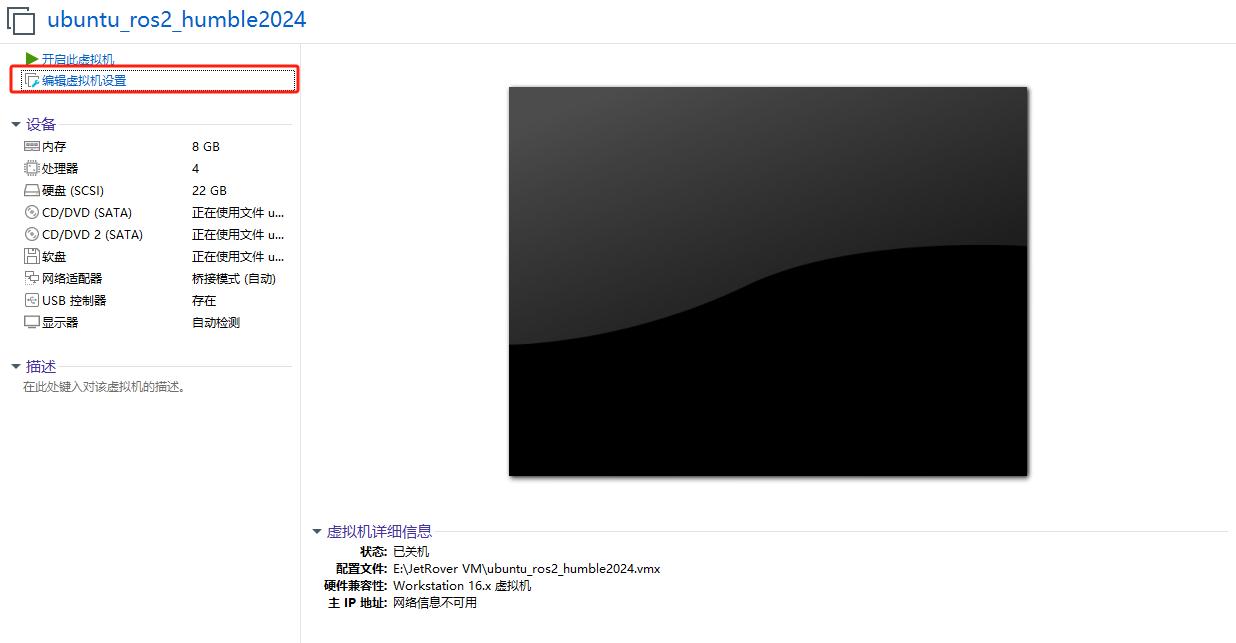 ubuntu_ros2_humble2024
开启此虚拟机
编辑虚拟机设置
设备
内存 8 GB
处理器 4
硬盘 (SCSI) 22 GB
CD/DVD (SATA) 正在使用文件 u...
CD/DVD 2 (SATA) 正在使用文件 u...
软盘 正在使用文件 u...
网络适配器 桥接模式 (自动)
USB 控制器 存在
显示器 自动检测
描述
在此处键入对该虚拟机的描述。
虚拟机详细信息
状态: 已关机
配置文件: E:\JetRover VM\ubuntu_ros2_humble2024.vmx
硬件兼容性: Workstation 16.x 虚拟机
主 IP 地址: 网络信息不可用